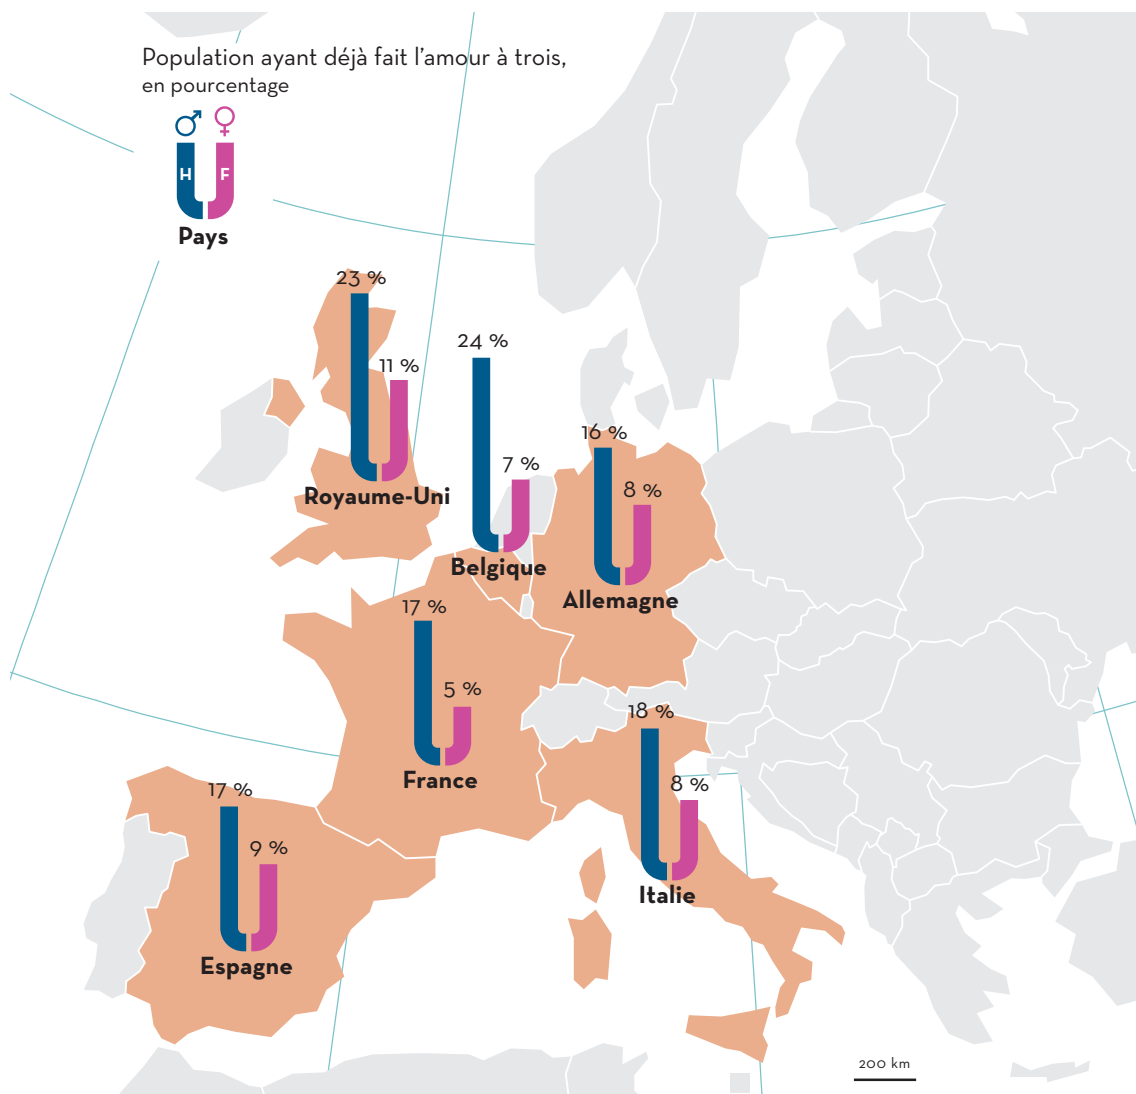 Population ayant déjà fait l’amour à trois,
en pourcentage
♂ ♀
H F
Pays
23 %
11 %
Royaume-Uni
24 %
7 %
Belgique
16 %
8 %
Allemagne
17 %
5 %
France
18 %
8 %
Italie
17 %
9 %
Espagne
200 km